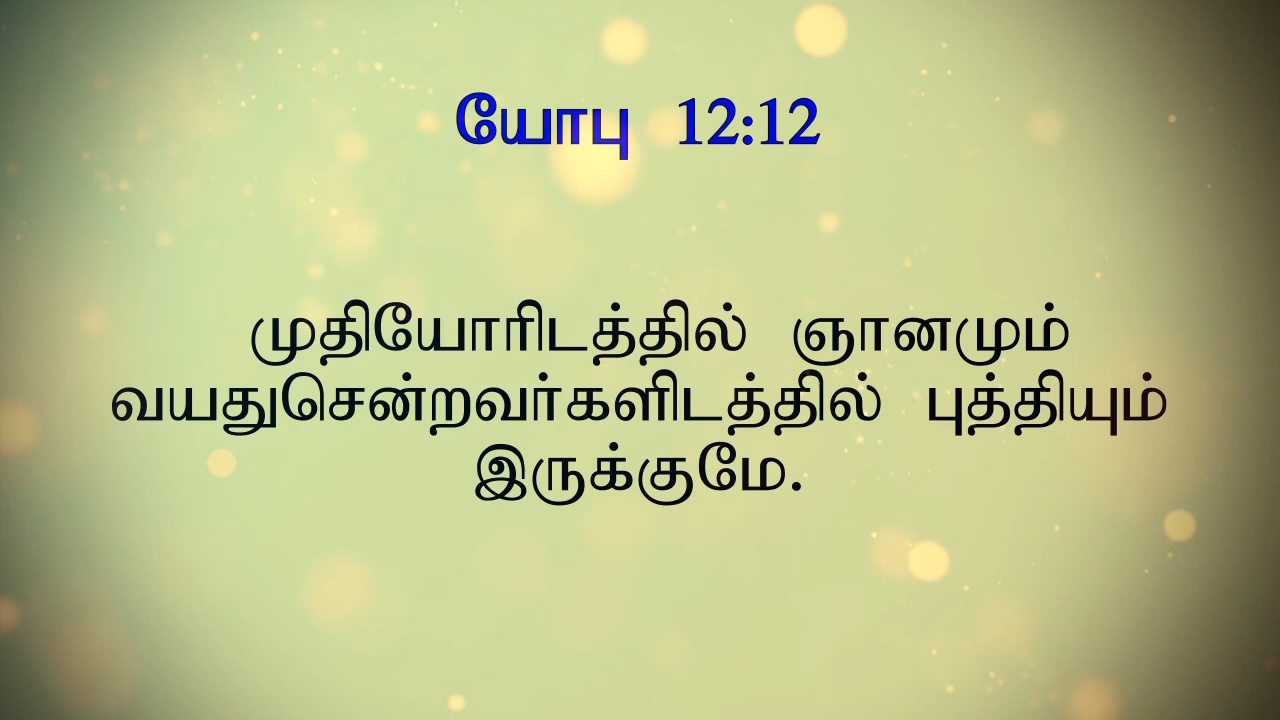 யோபு 12:12
முதியோரிடத்தில் ஞானமும்
வயதுசென்றவர்களிடத்தில் புத்தியும்
இருக்குமே.